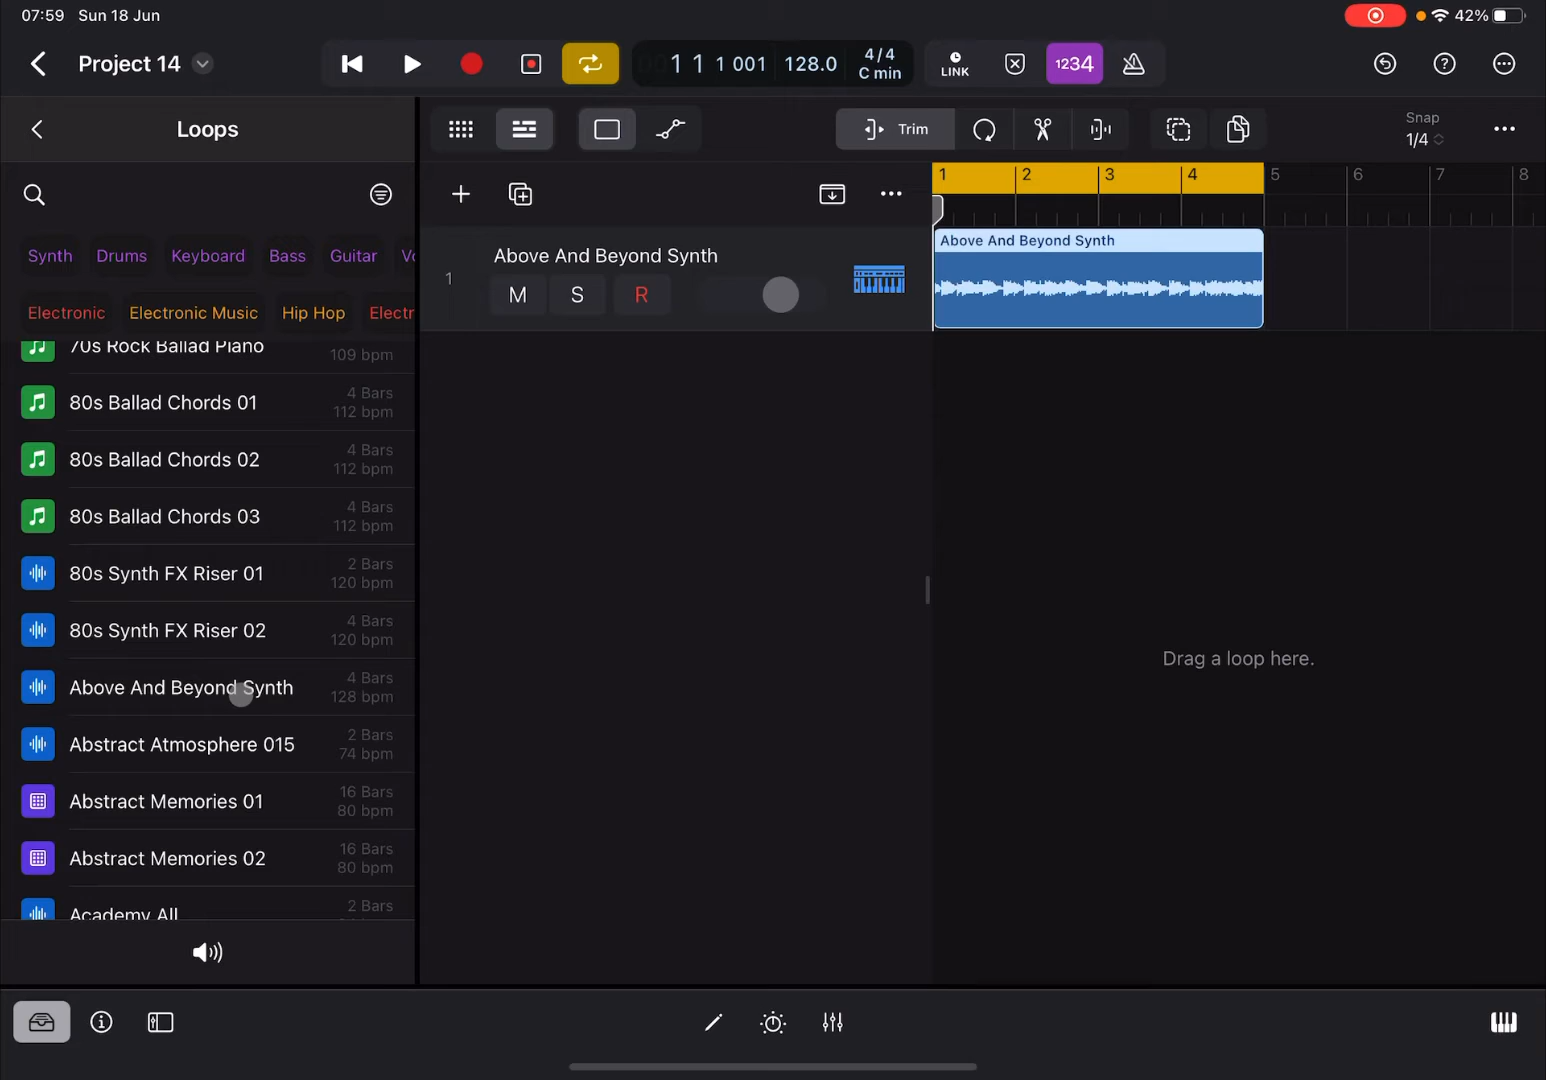 07:59 Sun 18 Jun
42%
Project 14
1 1 1 001
128.0
4/4
C min
LINK
1234
Loops
Trim
Snap
1/4
Synth
Drums
Keyboard
Bass
Guitar
Vo
Electronic
Electronic Music
Hip Hop
Electr
70s Rock Ballad Piano
109 bpm
80s Ballad Chords 01
4 Bars
112 bpm
80s Ballad Chords 02
4 Bars
112 bpm
80s Ballad Chords 03
4 Bars
112 bpm
80s Synth FX Riser 01
2 Bars
120 bpm
80s Synth FX Riser 02
4 Bars
120 bpm
Above And Beyond Synth
4 Bars
128 bpm
Abstract Atmosphere 015
2 Bars
74 bpm
Abstract Memories 01
16 Bars
80 bpm
Abstract Memories 02
16 Bars
80 bpm
Academy All
2 Bars
1
Above And Beyond Synth
M
S
R
1 2 3 4 5 6 7 8
Above And Beyond Synth
Drag a loop here.